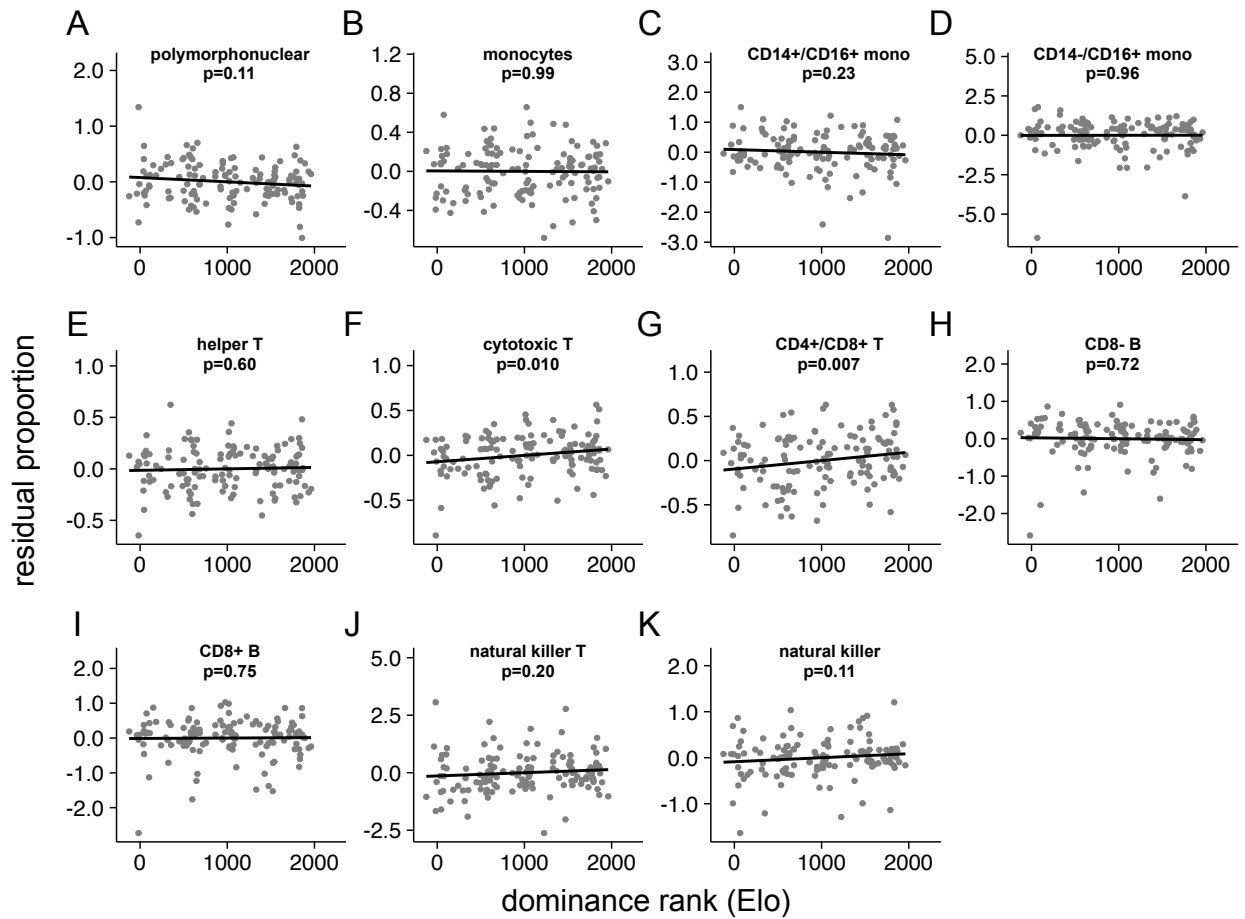 A B C D
polymorphonuclear monocytes CD14+/CD16+ mono CD14-/CD16+ mono
p=0.11 p=0.99 p=0.23 p=0.96
2.0 1.2 3.0 5.0
1.0 0.8 2.0 2.5
0.0 0.4 1.0 0.0
-1.0 0.0 0.0 -2.5
-0.4 -1.0 -5.0
-2.0
-3.0
0 1000 2000 0 1000 2000 0 1000 2000 0 1000 2000
E F G H
helper T cytotoxic T CD4+/CD8+ T CD8- B
p=0.60 p=0.010 p=0.007 p=0.72
1.0 1.0 1.0 2.0
0.5 0.5 0.5 1.0
0.0 0.0 0.0 0.0
-0.5 -0.5 -0.5 -1.0
-2.0
0 1000 2000 0 1000 2000 0 1000 2000 0 1000 2000
residual proportion
I J K
CD8+ B natural killer T natural killer
p=0.75 p=0.20 p=0.11
2.0 5.0 2.0
1.0 2.5 1.0
0.0 0.0 0.0
-1.0 -2.5 -1.0
-2.0
0 1000 2000 0 1000 2000 0 1000 2000
dominance rank (Elo)